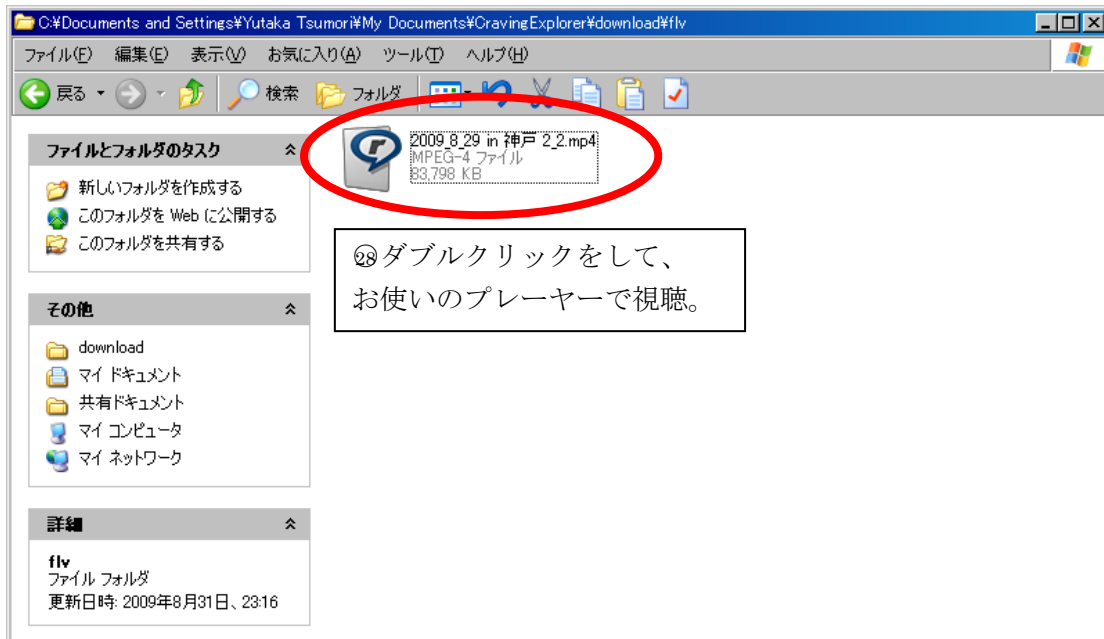 C:¥Documents and Settings¥Yutaka Tsumori¥My Documents¥CravingExplorer¥download¥flv
ファイル(F) 編集(E) 表示(V) お気に入り(A) ツール(T) ヘルプ(H)
戻る 検索 フォルダ
2009_8_29 in 神戸 2_2.mp4
MPEG-4 ファイル
83,798 KB
㉘ダブルクリックをして、
お使いのプレーヤーで視聴。
ファイルとフォルダのタスク
新しいフォルダを作成する
このフォルダを Web に公開する
このフォルダを共有する
その他
download
マイ ドキュメント
共有ドキュメント
マイ コンピュータ
マイ ネットワーク
詳細
flv
ファイル フォルダ
更新日時: 2009年8月31日、23:16